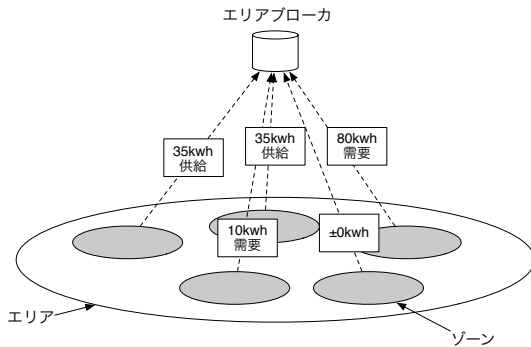 エリアブローカ
35kwh
供給
35kwh
供給
80kwh
需要
10kwh
需要
±0kwh
エリア
ゾーン